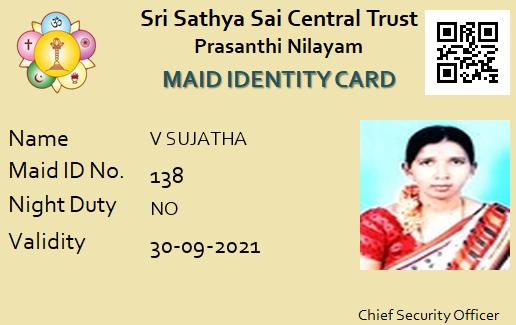 Sri Sathya Sai Central Trust
Prasanthi Nilayam
MAID IDENTITY CARD
Name V SUJATHA
Maid ID No. 138
Night Duty NO
Validity 30-09-2021
Chief Security Officer